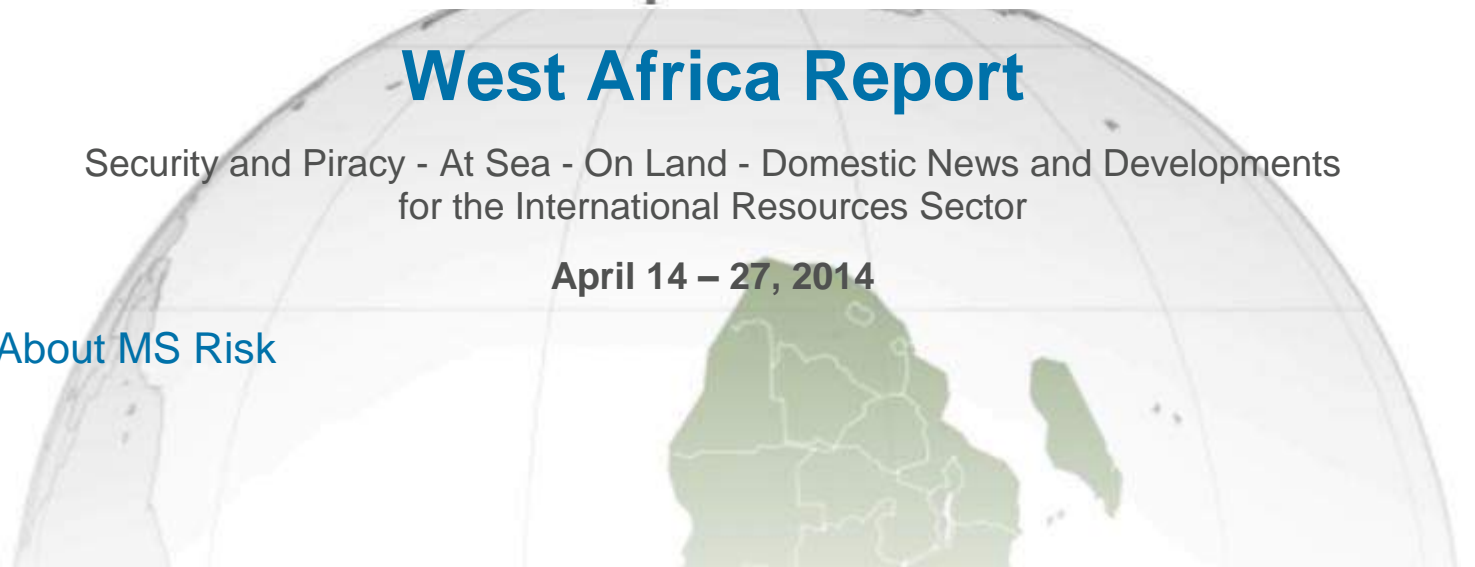 West Africa Report
Security and Piracy - At Sea - On Land - Domestic News and Developments
for the International Resources Sector
April 14 – 27, 2014
About MS Risk